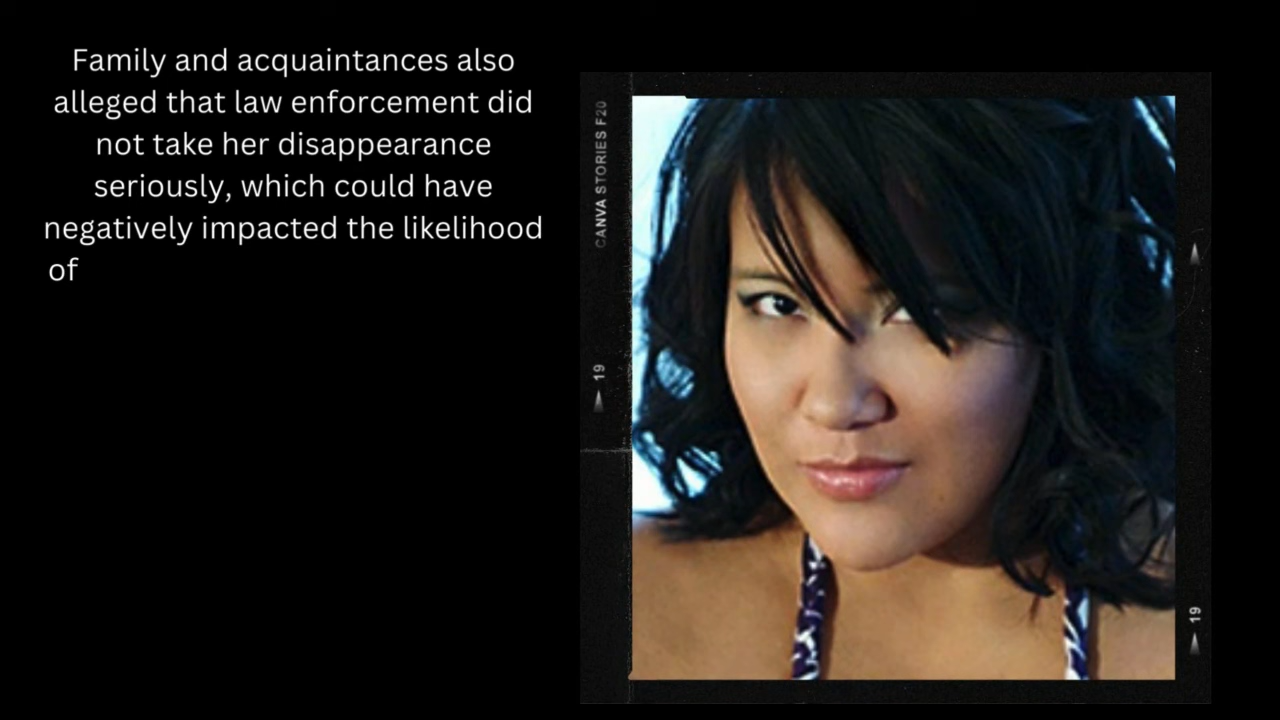 Family and acquaintances also
alleged that law enforcement did
not take her disappearance
seriously, which could have
negatively impacted the likelihood
of
CANVA STORIES F20
19
19